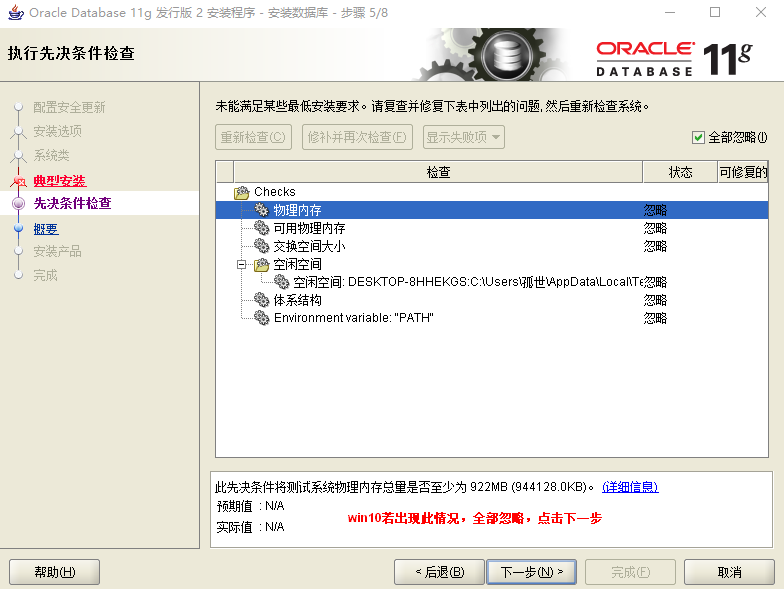 Oracle Database 11g 发行版 2 安装程序 - 安装数据库 - 步骤 5/8
执行先决条件检查
ORACLE
DATABASE 11g
配置安全更新
安装选项
系统类
典型安装
先决条件检查
概要
安装产品
完成
未能满足某些最低安装要求。请复查并修复下表中列出的问题, 然后重新检查系统。
重新检查(C) 修补并再次检查(F) 显示失败项 全部忽略(I)
检查 状态 可修复的
Checks
物理内存 忽略
可用物理内存 忽略
交换空间大小 忽略
空闲空间
空闲空间: DESKTOP-8HHEKGS:C:\Users\孤世\AppData\Local\Te 忽略
体系结构 忽略
Environment variable: "PATH" 忽略
此先决条件将测试系统物理内存总量是否至少为 922MB (944128.0KB)。 (详细信息)
预期值 : N/A
实际值 : N/A
win10若出现此情况，全部忽略，点击下一步
帮助(H) < 后退(B) 下一步(N) > 完成(F) 取消